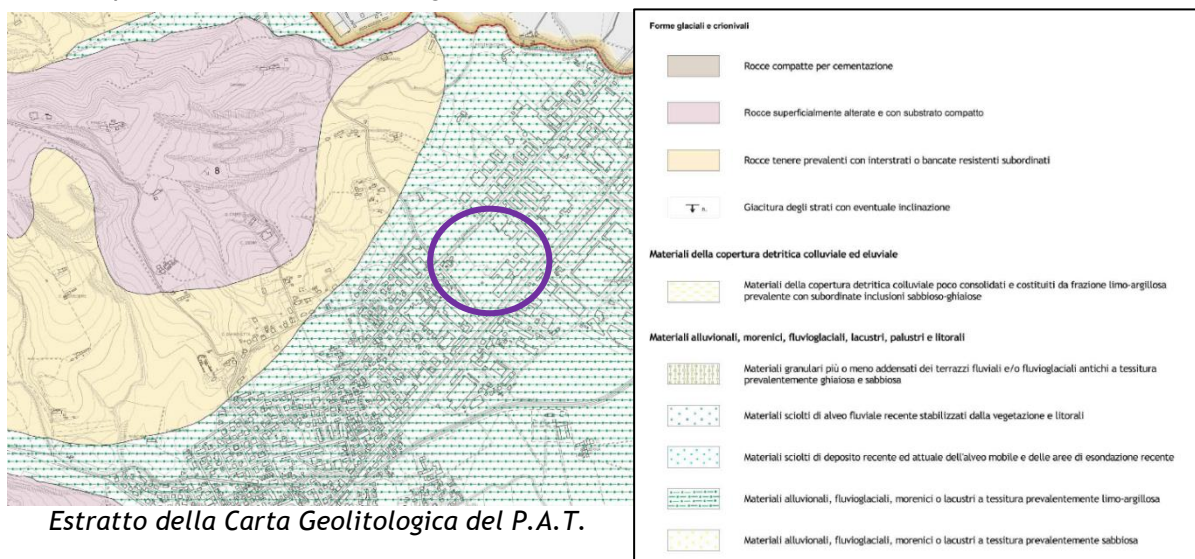 8
Estratto della Carta Geolitologica del P.A.T.
Forme glaciali e crionivali
Rocce compatte per cementazione
Rocce superficialmente alterate e con substrato compatto
Rocce tenere prevalenti con interstrati o bancate resistenti subordinati
n.
Giacitura degli strati con eventuale inclinazione
Materiali della copertura detritica colluviale ed eluviale
Materiali della copertura detritica colluviale poco consolidati e costituiti da frazione limo-argillosa
prevalente con subordinate inclusioni sabbioso-ghiaiose
Materiali alluvionali, morenici, fluvioglaciali, lacustri, palustri e litorali
Materiali granulari più o meno addensati dei terrazzi fluviali e/o fluvioglaciali antichi a tessitura
prevalentemente ghiaiosa e sabbiosa
Materiali sciolti di alveo fluviale recente stabilizzati dalla vegetazione e litorali
Materiali sciolti di deposito recente ed attuale dell'alveo mobile e delle aree di esondazione recente
Materiali alluvionali, fluvioglaciali, morenici o lacustri a tessitura prevalentemente limo-argillosa
Materiali alluvionali, fluvioglaciali, morenici o lacustri a tessitura prevalentemente sabbiosa